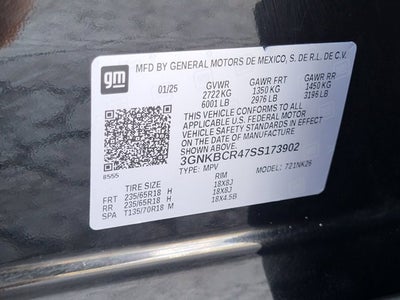 gm
MFD BY GENERAL MOTORS DE MEXICO, S. DE R.L. DE C.V.
01/25 GVWR GAWR FRT GAWR RR
2722 KG 1350 KG 1450 KG
6001 LB 2976 LB 3196 LB
THIS VEHICLE CONFORMS TO ALL
APPLICABLE U.S. FEDERAL MOTOR
VEHICLE SAFETY STANDARDS IN EFFECT
ON THE DATE OF MANUFACTURE
SHOWN ABOVE
3GNKBCR47SS173902
TYPE: MPV MODEL: 721NK26
8555
TIRE SIZE RIM
FRT 235/65R18 H 18X8J
RR 235/65R18 H 18X8J
SPA T135/70R18 M 18X4.5B